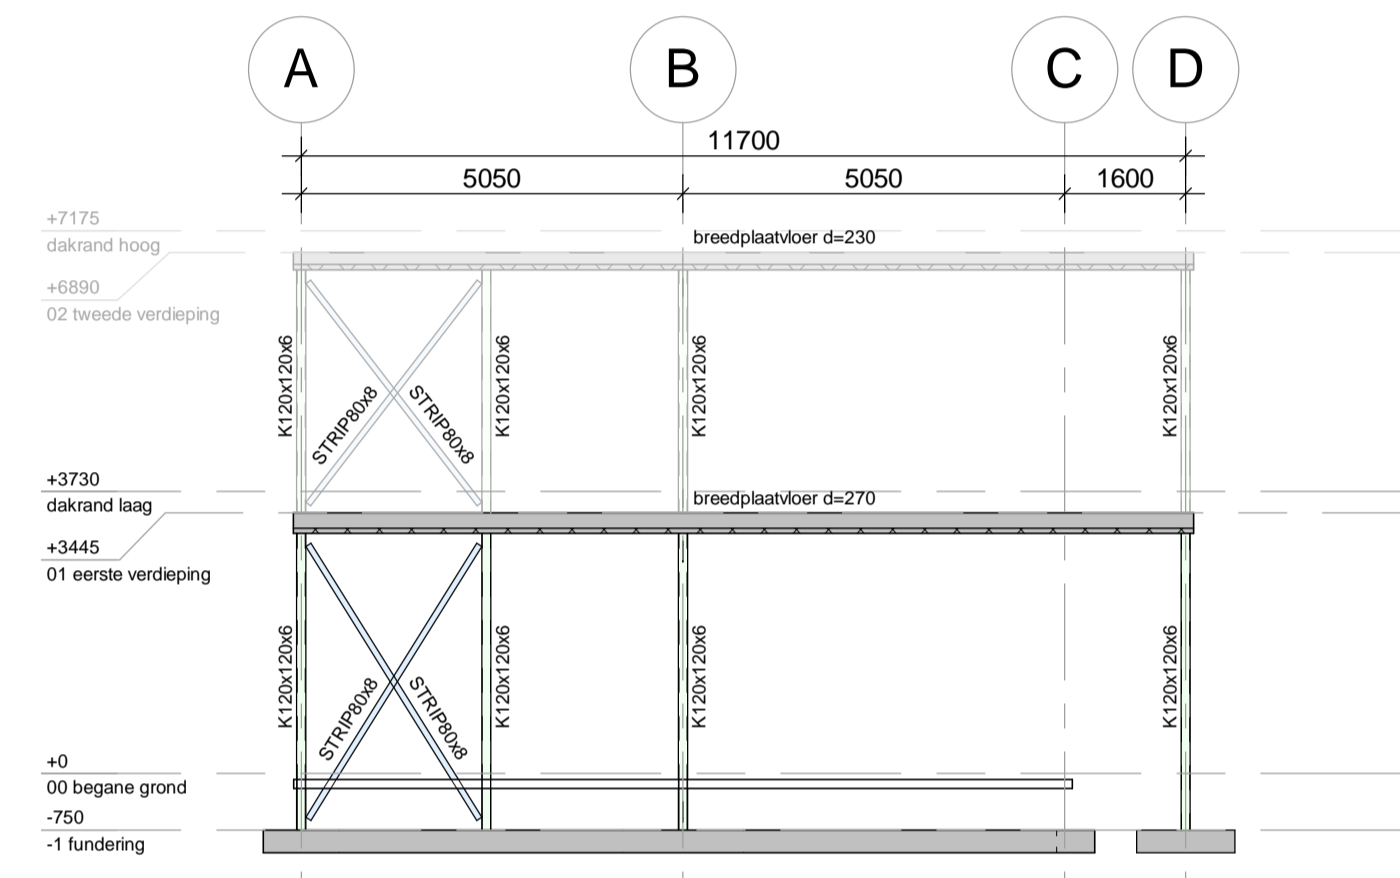 A B C D
11700
5050 5050 1600
+7175
dakrand hoog
breedplaatvloer d=230
+6890
02 tweede verdieping
K120x120x6
STRIP80x8
STRIP80x8
K120x120x6
K120x120x6
K120x120x6
+3730
dakrand laag
breedplaatvloer d=270
+3445
01 eerste verdieping
K120x120x6
STRIP80x8
STRIP80x8
K120x120x6
K120x120x6
K120x120x6
+0
00 begane grond
-750
-1 fundering